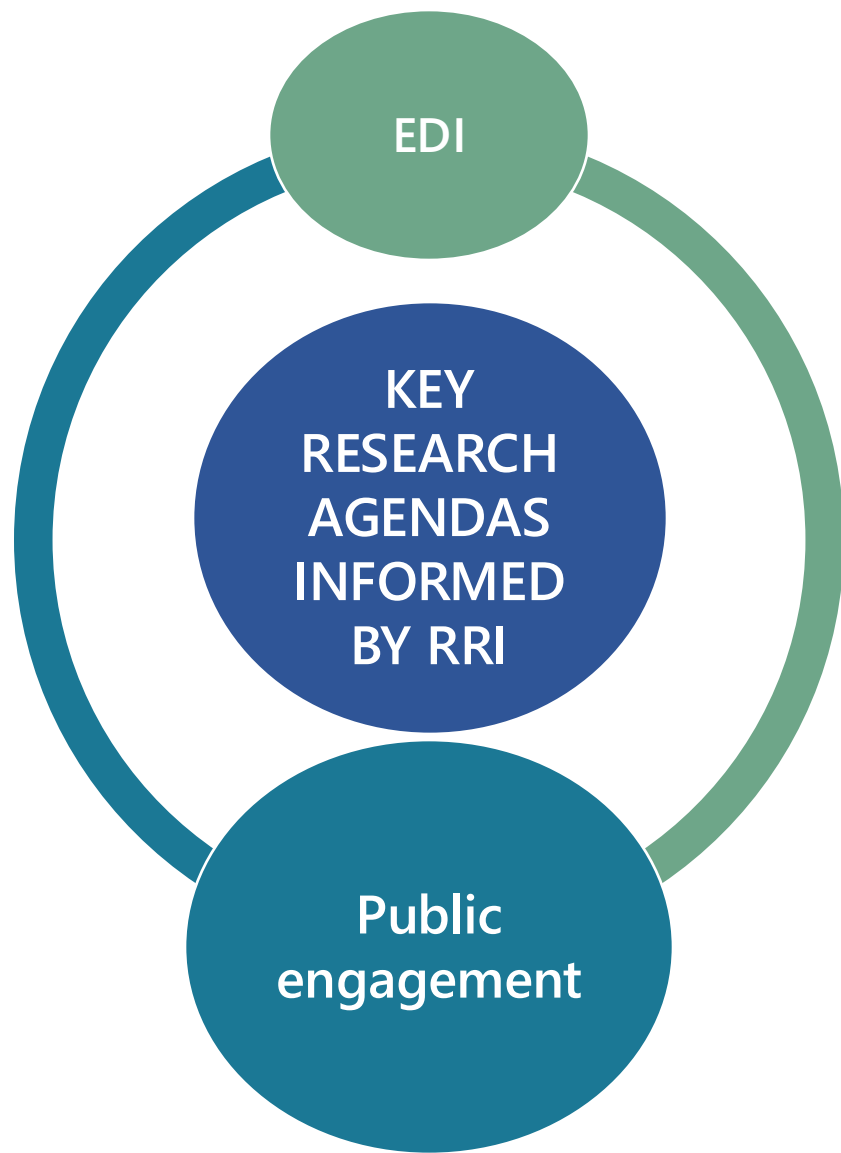 EDI
KEY
RESEARCH
AGENDAS
INFORMED
BY RRI
Public
engagement